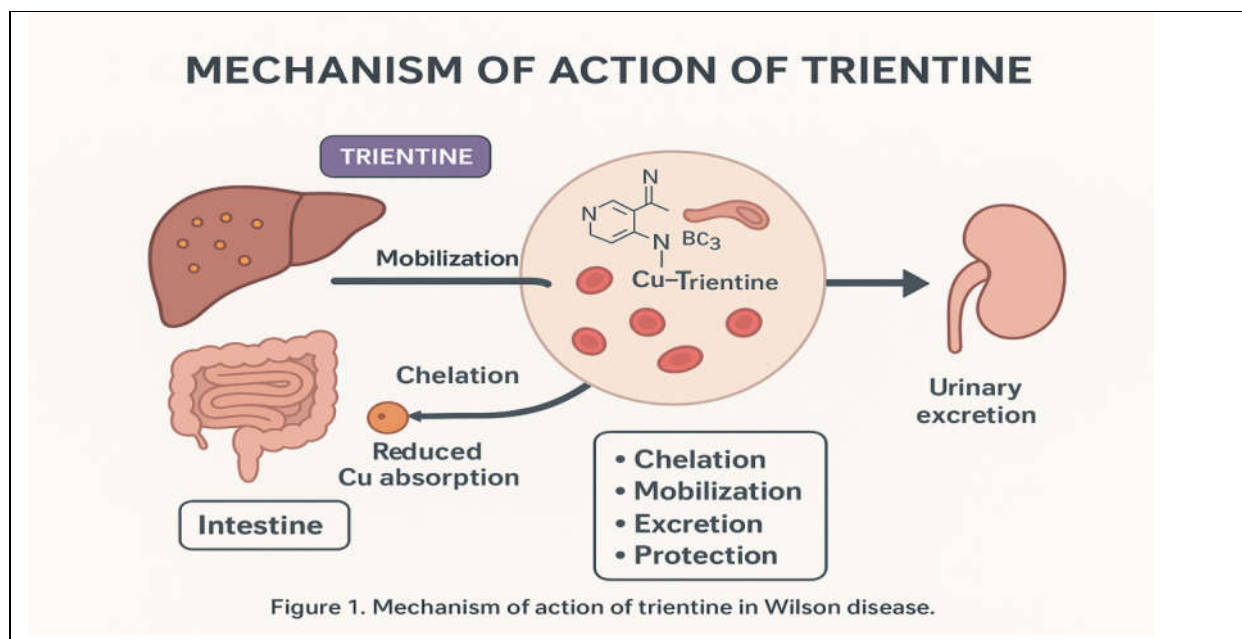 MECHANISM OF ACTION OF TRIENTINE
TRIENTINE
Mobilization
N
N
N
BC3
Cu–Trientine
Chelation
Reduced
Cu absorption
Intestine
Urinary
excretion
• Chelation
• Mobilization
• Excretion
• Protection
Figure 1. Mechanism of action of trientine in Wilson disease.